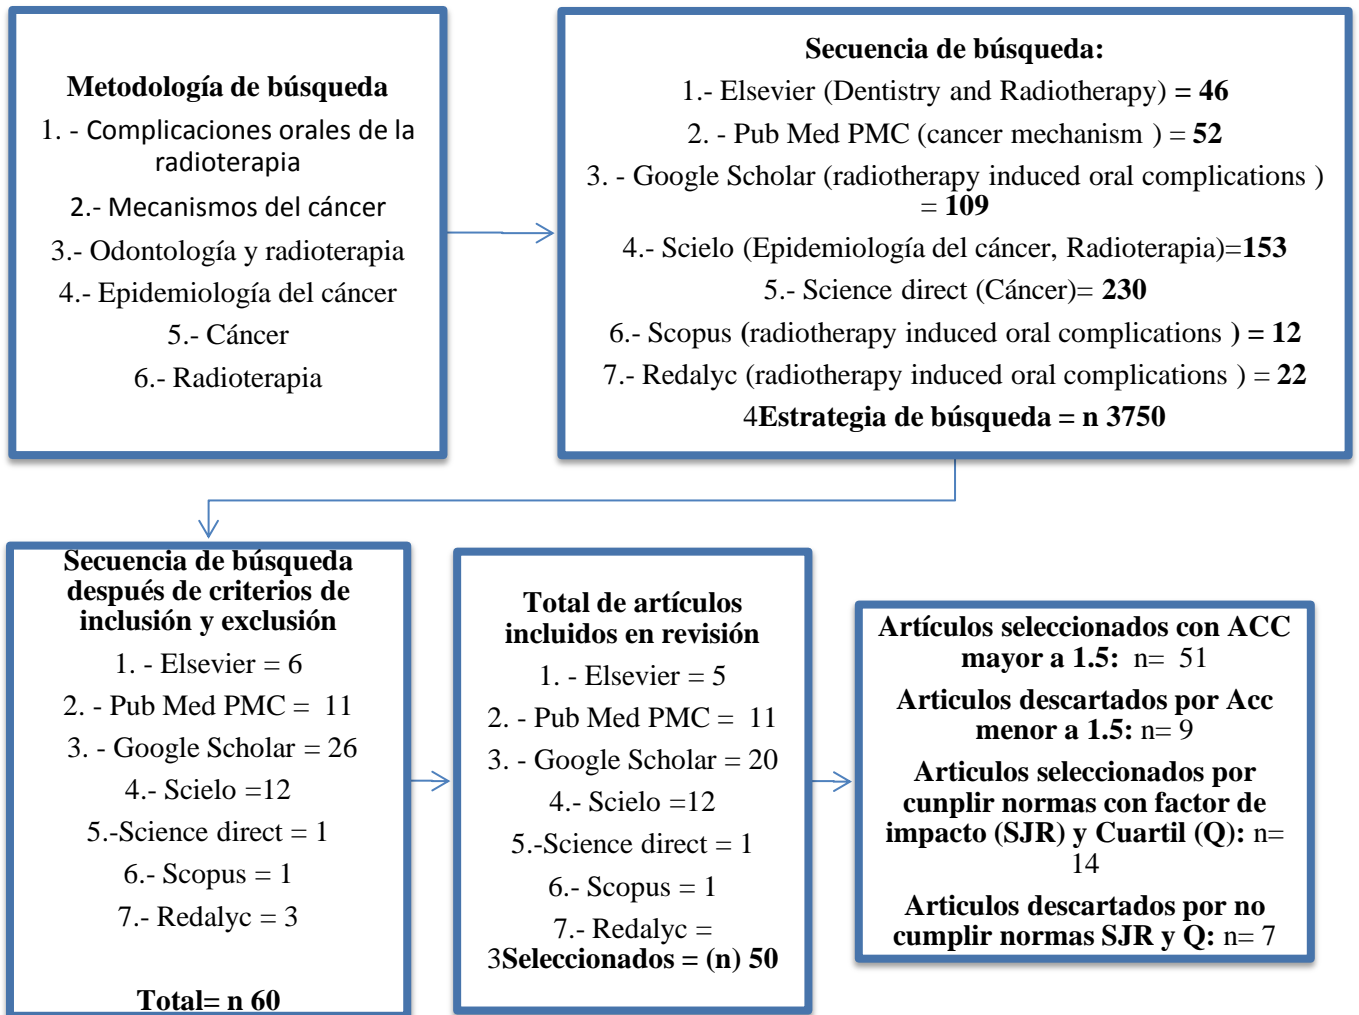 Metodología de búsqueda
1. - Complicaciones orales de la
radioterapia
2.- Mecanismos del cáncer
3.- Odontología y radioterapia
4.- Epidemiología del cáncer
5.- Cáncer
6.- Radioterapia
Secuencia de búsqueda:
1.- Elsevier (Dentistry and Radiotherapy) = 46
2. - Pub Med PMC (cancer mechanism ) = 52
3. - Google Scholar (radiotherapy induced oral complications )
= 109
4.- Scielo (Epidemiología del cáncer, Radioterapia)=153
5.- Science direct (Cáncer)= 230
6.- Scopus (radiotherapy induced oral complications ) = 12
7.- Redalyc (radiotherapy induced oral complications ) = 22
4Estrategia de búsqueda = n 3750
Secuencia de búsqueda
después de criterios de
inclusión y exclusión
1. - Elsevier = 6
2. - Pub Med PMC = 11
3. - Google Scholar = 26
4.- Scielo =12
5.-Science direct = 1
6.- Scopus = 1
7.- Redalyc = 3
Total= n 60
Total de artículos
incluidos en revisión
1. - Elsevier = 5
2. - Pub Med PMC = 11
3. - Google Scholar = 20
4.- Scielo =12
5.-Science direct = 1
6.- Scopus = 1
7.- Redalyc =
3Seleccionados = (n) 50
Artículos seleccionados con ACC
mayor a 1.5: n= 51
Articulos descartados por Acc
menor a 1.5: n= 9
Articulos seleccionados por
cunplir normas con factor de
impacto (SJR) y Cuartil (Q): n=
14
Articulos descartados por no
cumplir normas SJR y Q: n= 7